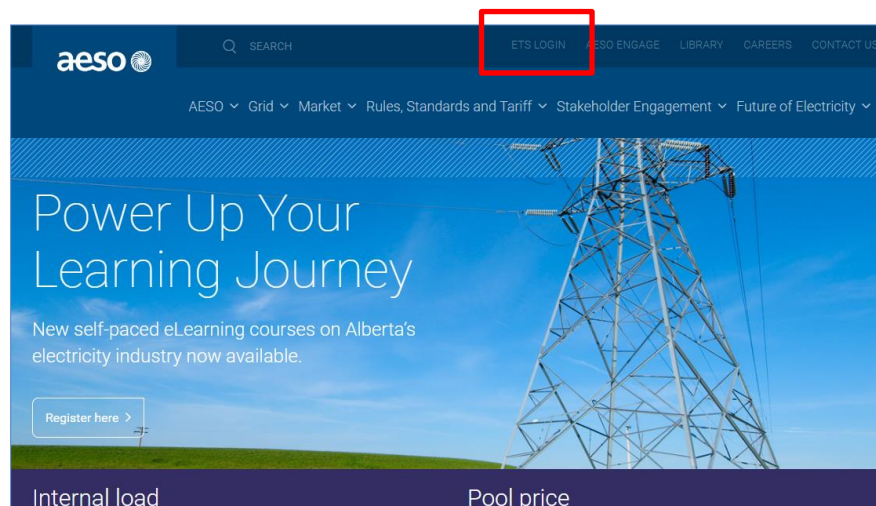 aeso
SEARCH
ETS LOGIN AESO ENGAGE LIBRARY CAREERS CONTACT US
AESO Grid Market Rules, Standards and Tariff Stakeholder Engagement Future of Electricity
Power Up Your
Learning Journey
New self-paced eLearning courses on Alberta's
electricity industry now available.
Register here >
Internal load
Pool price